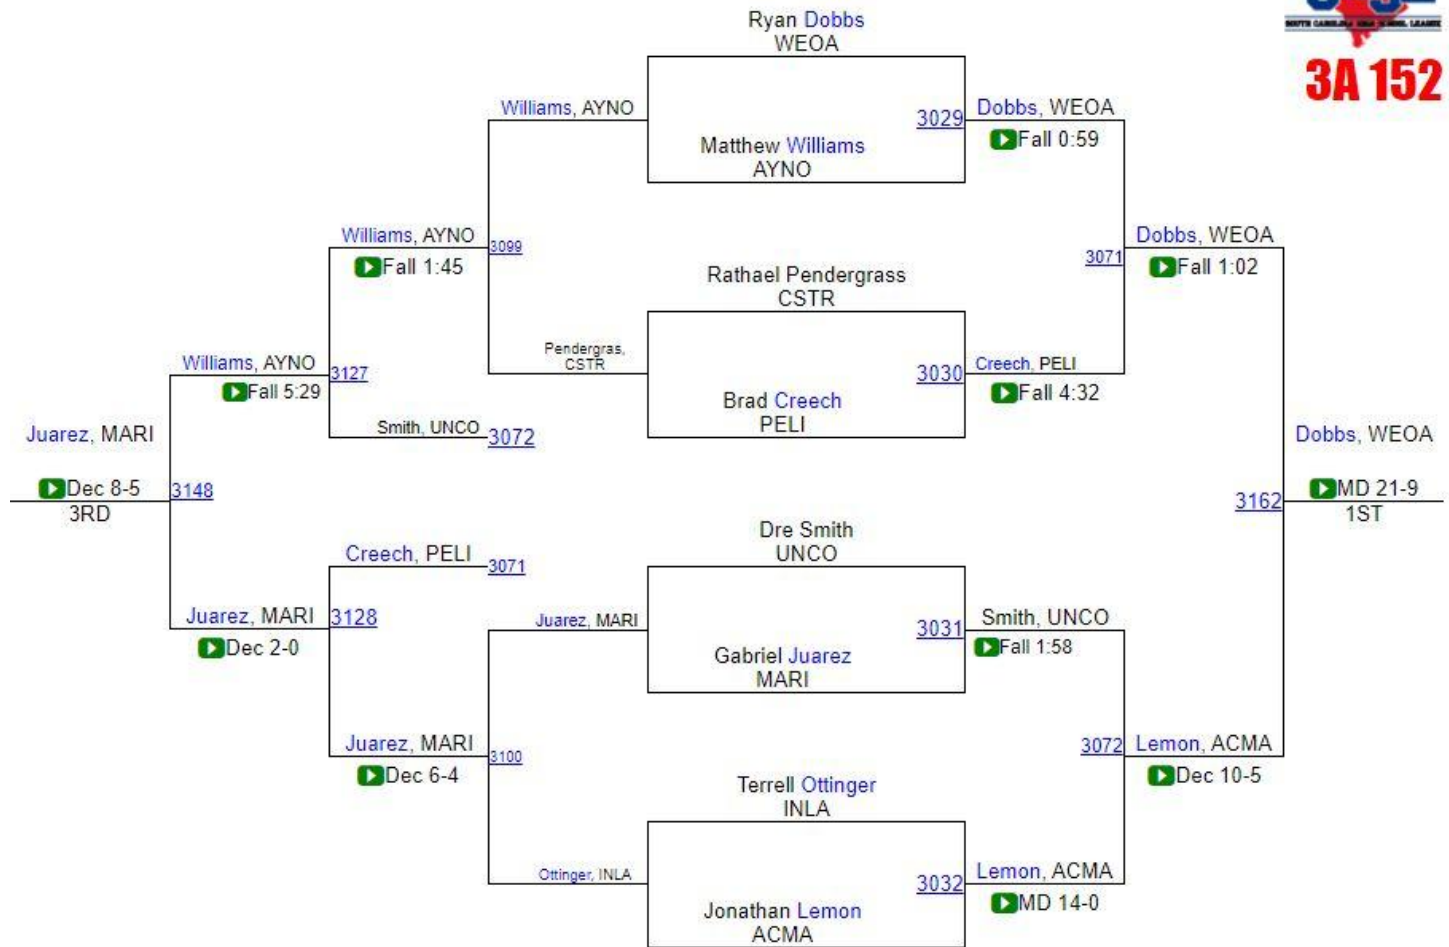 SOUTH CAROLINA HIGH SCHOOL LEAGUE
3A 152
Ryan Dobbs
WEOA
Williams, AYNO
3029
Dobbs, WEOA
Fall 0:59
Matthew Williams
AYNO
Williams, AYNO
Fall 1:45
3099
3071
Dobbs, WEOA
Fall 1:02
Rathael Pendergrass
CSTR
Pendergras,
CSTR
3030
Creech, PELI
Fall 4:32
Brad Creech
PELI
Williams, AYNO
Fall 5:29
3127
Smith, UNCO
3072
Juarez, MARI
Dec 8-5
3RD
3148
3162
Dobbs, WEOA
MD 21-9
1ST
Dre Smith
UNCO
Creech, PELI
3071
Juarez, MARI
Dec 2-0
3128
Juarez, MARI
3031
Smith, UNCO
Fall 1:58
Gabriel Juarez
MARI
Juarez, MARI
Dec 6-4
3100
3072
Lemon, ACMA
Dec 10-5
Terrell Ottinger
INLA
Ottinger, INLA
3032
Lemon, ACMA
MD 14-0
Jonathan Lemon
ACMA